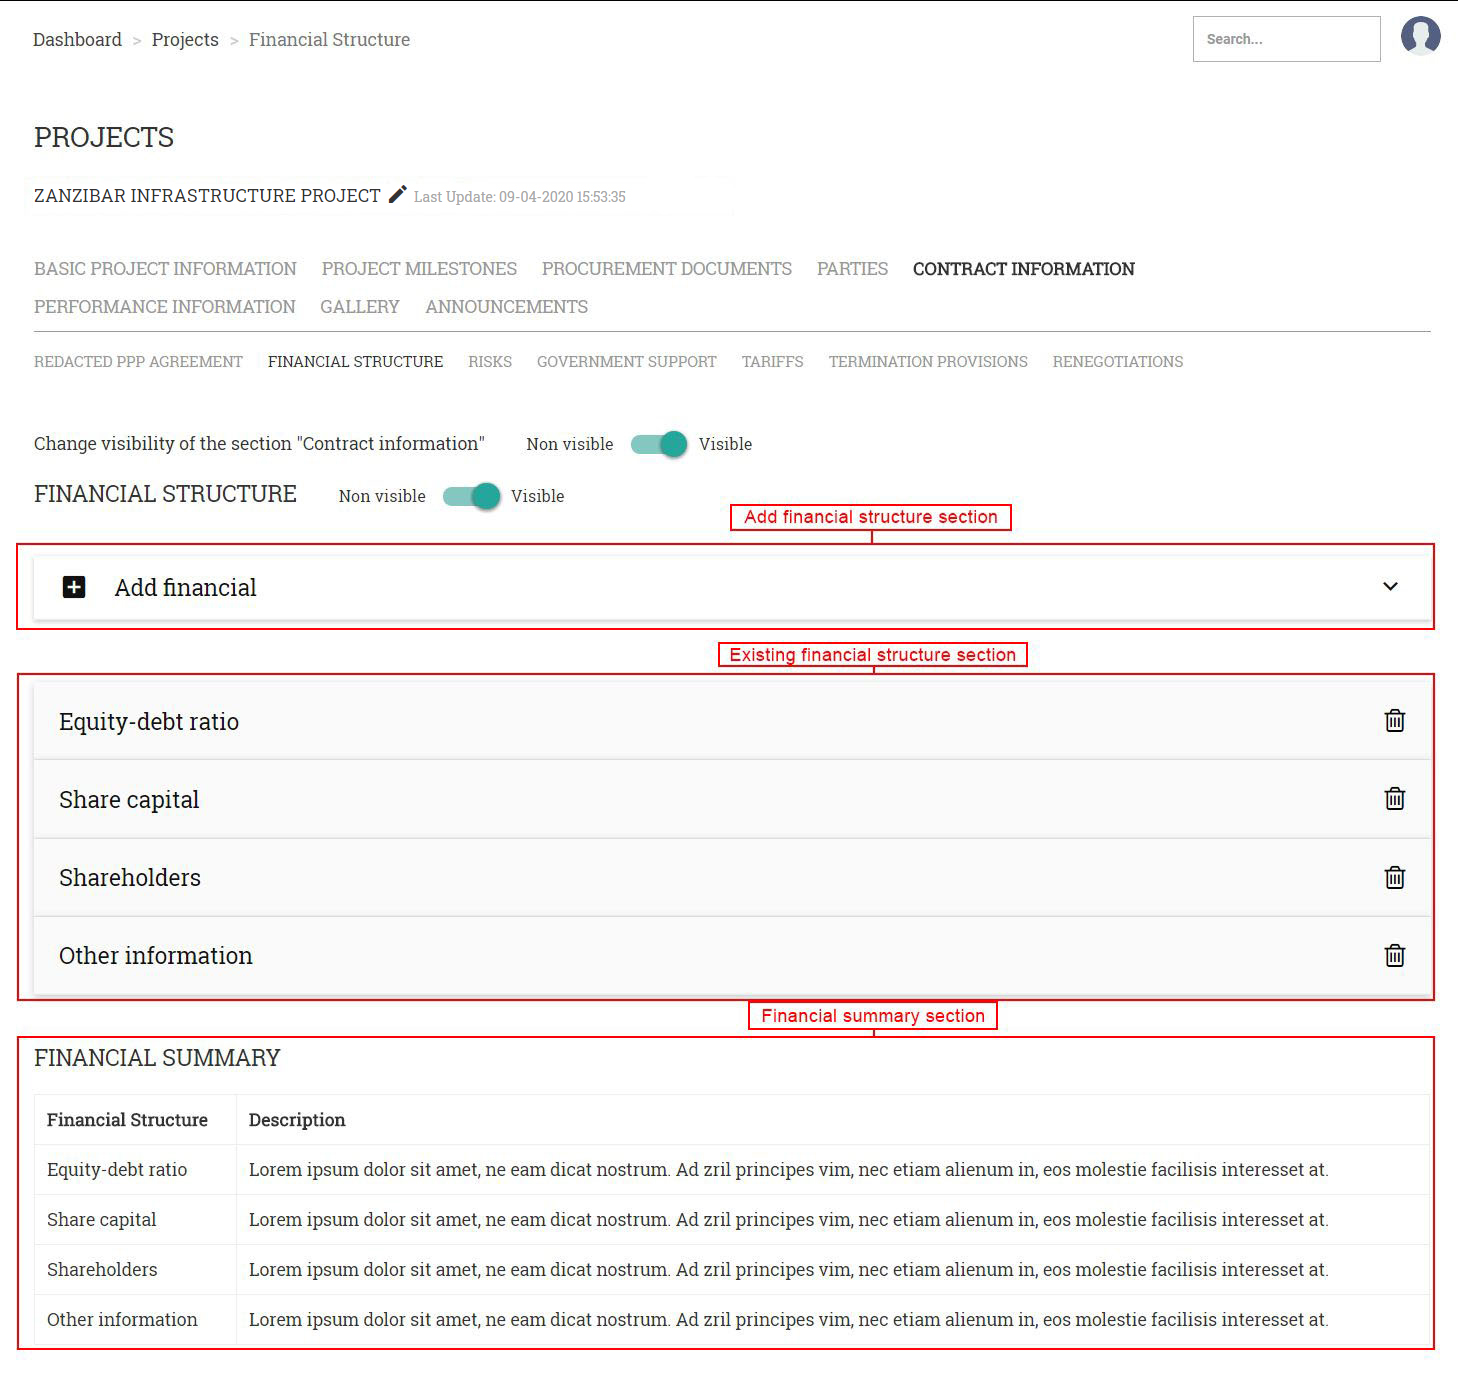 Dashboard > Projects > Financial Structure
Search...
PROJECTS
ZANZIBAR INFRASTRUCTURE PROJECT Last Update: 09-04-2020 15:53:35
BASIC PROJECT INFORMATION PROJECT MILESTONES PROCUREMENT DOCUMENTS PARTIES CONTRACT INFORMATION
PERFORMANCE INFORMATION GALLERY ANNOUNCEMENTS
REDACTED PPP AGREEMENT FINANCIAL STRUCTURE RISKS GOVERNMENT SUPPORT TARIFFS TERMINATION PROVISIONS RENEGOTIATIONS
Change visibility of the section "Contract information" Non visible Visible
FINANCIAL STRUCTURE Non visible Visible
Add financial structure section
Add financial
Existing financial structure section
Equity-debt ratio
Share capital
Shareholders
Other information
Financial summary section
FINANCIAL SUMMARY
Financial Structure Description
Equity-debt ratio Lorem ipsum dolor sit amet, ne eam dicat nostrum. Ad zril principes vim, nec etiam alienum in, eos molestie facilisis interesset at.
Share capital Lorem ipsum dolor sit amet, ne eam dicat nostrum. Ad zril principes vim, nec etiam alienum in, eos molestie facilisis interesset at.
Shareholders Lorem ipsum dolor sit amet, ne eam dicat nostrum. Ad zril principes vim, nec etiam alienum in, eos molestie facilisis interesset at.
Other information Lorem ipsum dolor sit amet, ne eam dicat nostrum. Ad zril principes vim, nec etiam alienum in, eos molestie facilisis interesset at.